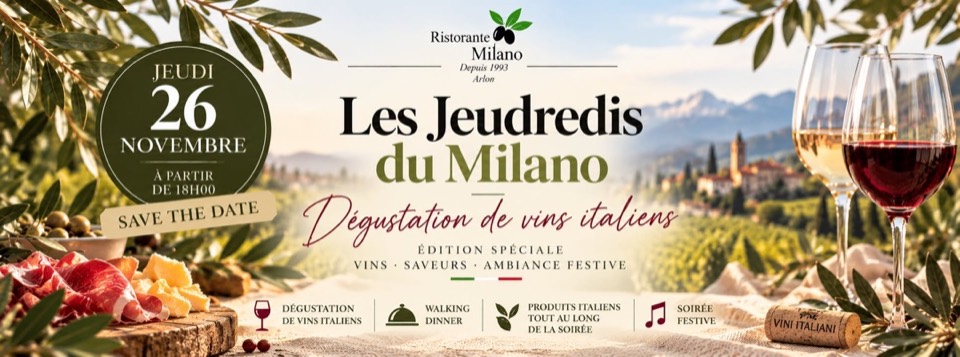 Ristorante
Milano
Depuis 1993
Arlon
JEUDI
26
NOVEMBRE
À PARTIR
DE 18H00
SAVE THE DATE
Les Jeudredis
du Milano
Dégustation de vins italiens
ÉDITION SPÉCIALE
VINS · SAVEURS · AMBIANCE FESTIVE
DÉGUSTATION
DE VINS ITALIENS
WALKING
DINNER
PRODUITS ITALIENS
TOUT AU LONG
DE LA SOIRÉE
SOIRÉE
FESTIVE
VINI ITALIANI